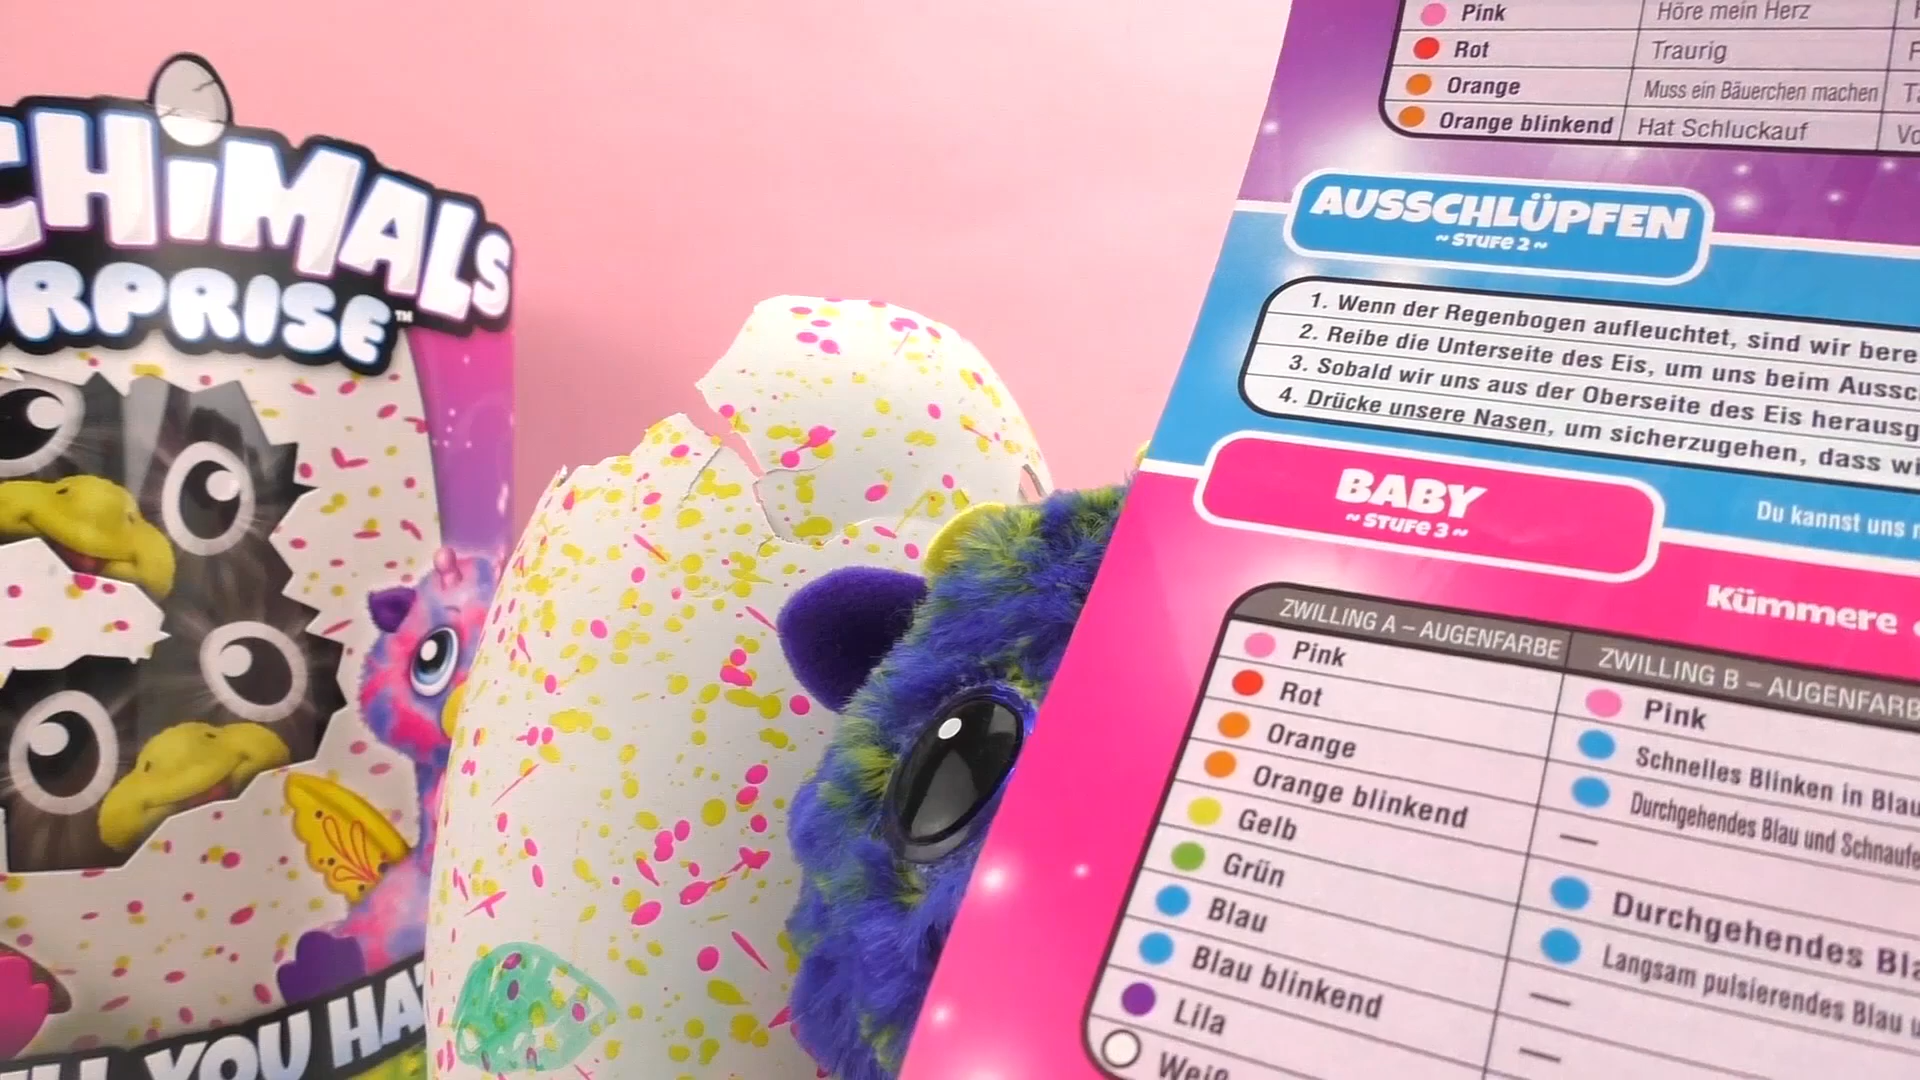 CHiMALS
RPRISE™
YOU HA
Pink Höre mein Herz
Rot Traurig
Orange Muss ein Bäuerchen machen
Orange blinkend Hat Schluckauf
AUSSCHLÜPFEN
~ STUFE 2 ~
1. Wenn der Regenbogen aufleuchtet, sind wir bere
2. Reibe die Unterseite des Eis, um uns beim Aussc
3. Sobald wir uns aus der Oberseite des Eis herausg
4. Drücke unsere Nasen, um sicherzugehen, dass wi
Du kannst uns
BABY
~ STUFE 3 ~
Kümmere
ZWILLING A – AUGENFARBE ZWILLING B – AUGENFARBE
Pink Pink
Rot Schnelles Blinken in Blau
Orange Durchgehendes Blau und Schnaufe
Orange blinkend —
Gelb Durchgehendes Bla
Grün Langsam pulsierendes Blau u
Blau —
Blau blinkend —
Lila
Weiß